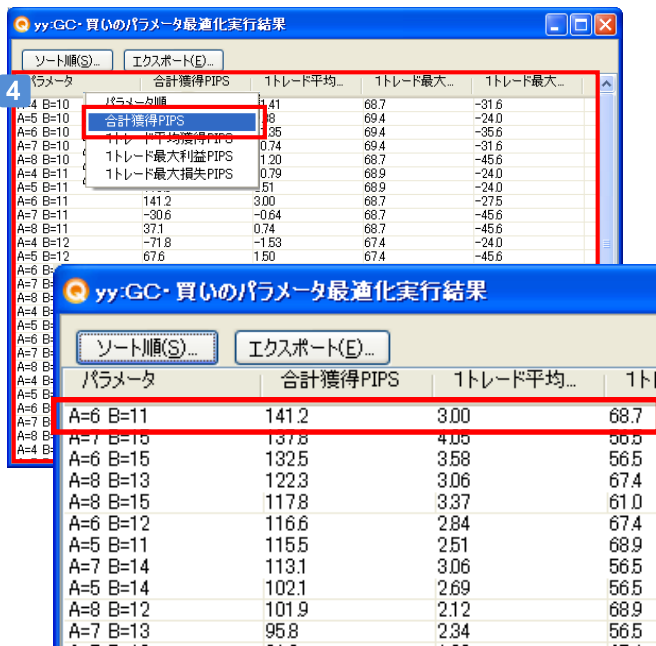 yy:GC・買いのパラメータ最適化実行結果
ソート順(S)... エクスポート(E)...
4
パラメータ 合計獲得PIPS 1トレード平均... 1トレード最大... 1トレード最大...
パラメータ順
合計獲得PIPS
1トレード平均獲得PIPS
1トレード最大利益PIPS
1トレード最大損失PIPS
A=4 B=10 68.7 -31.6
A=5 B=10 69.4 -24.0
A=6 B=10 69.4 -35.6
A=7 B=10 69.4 -31.6
A=8 B=10 68.7 -45.6
A=4 B=11 68.9 -24.0
A=5 B=11 68.9 -24.0
A=6 B=11 141.2 3.00 68.7 -27.5
A=7 B=11 -30.6 -0.64 68.7 -45.6
A=8 B=11 37.1 0.74 68.7 -45.6
A=4 B=12 -71.8 -1.53 67.4 -24.0
A=5 B=12 67.6 1.50 67.4 -45.6
yy:GC・買いのパラメータ最適化実行結果
ソート順(S)... エクスポート(E)...
パラメータ 合計獲得PIPS 1トレード平均...
A=6 B=11 141.2 3.00 68.7
A=7 B=15 137.8 4.05 56.5
A=6 B=15 132.5 3.58 56.5
A=8 B=13 122.3 3.06 67.4
A=8 B=15 117.8 3.37 61.0
A=6 B=12 116.6 2.84 67.4
A=5 B=11 115.5 2.51 68.9
A=7 B=14 113.1 3.06 56.5
A=5 B=14 102.1 2.69 56.5
A=8 B=12 101.9 2.12 68.9
A=7 B=13 95.8 2.34 56.5